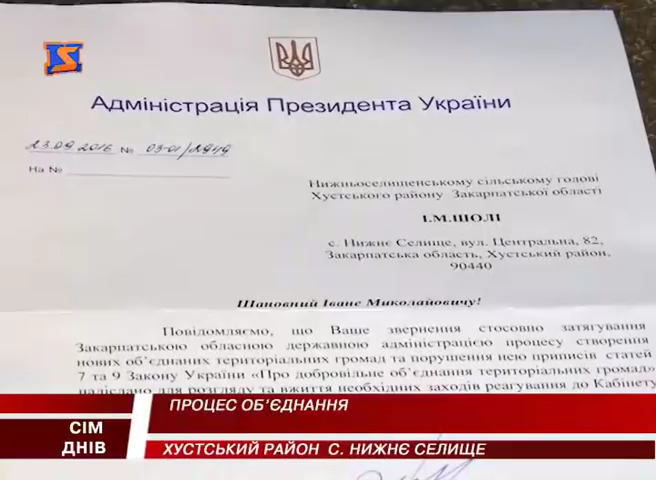 Адміністрація Президента України
23.09 2016 № 03-01/2949
На №
Нижньоселищенському сільському голові
Хустського району Закарпатської області
І.М.ШОЛІ
с. Нижнє Селище, вул. Центральна, 82,
Закарпатська область, Хустський район,
90440
Шановний Іване Миколайовичу!
Повідомляємо, що Ваше звернення стосовно затягування
Закарпатською обласною державною адміністрацією процесу створення
нових об'єднаних територіальних громад та порушення нею приписів статей
7 та 9 Закону України «Про добровільне об'єднання територіальних громад»
надіслано для розгляду та вжиття необхідних заходів реагування до Кабінету
ПРОЦЕС ОБ'ЄДНАННЯ
СІМ
ДНІВ
ХУСТСЬКИЙ РАЙОН С. НИЖНЄ СЕЛИЩЕ